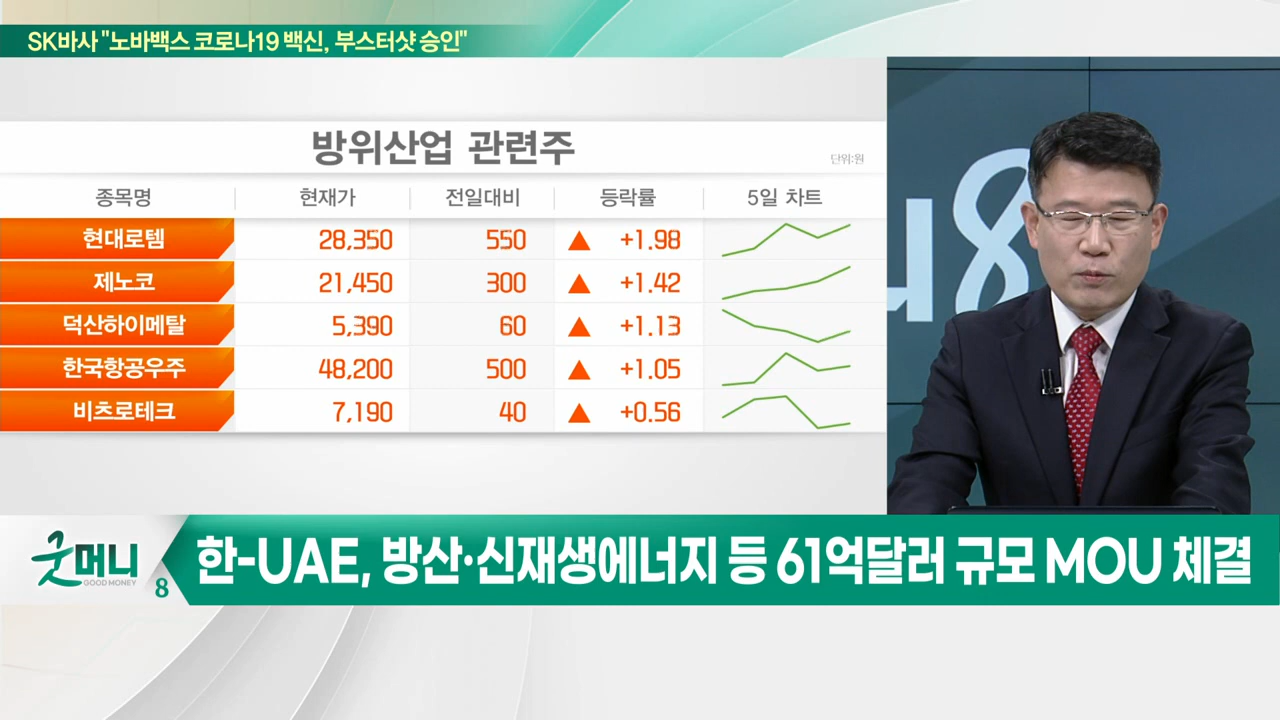 SK바사 "노바백스 코로나19 백신, 부스터샷 승인"
방위산업 관련주
단위:원
종목명 현재가 전일대비 등락률 5일 차트
현대로템 28,350 550 ▲ +1.98
제노코 21,450 300 ▲ +1.42
덕산하이메탈 5,390 60 ▲ +1.13
한국항공우주 48,200 500 ▲ +1.05
비츠로테크 7,190 40 ▲ +0.56
굿머니
GOOD MONEY
8
한-UAE, 방산·신재생에너지 등 61억달러 규모 MOU 체결